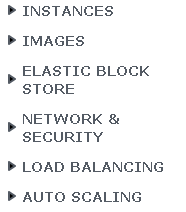 INSTANCES
IMAGES
ELASTIC BLOCK
STORE
NETWORK &
SECURITY
LOAD BALANCING
AUTO SCALING